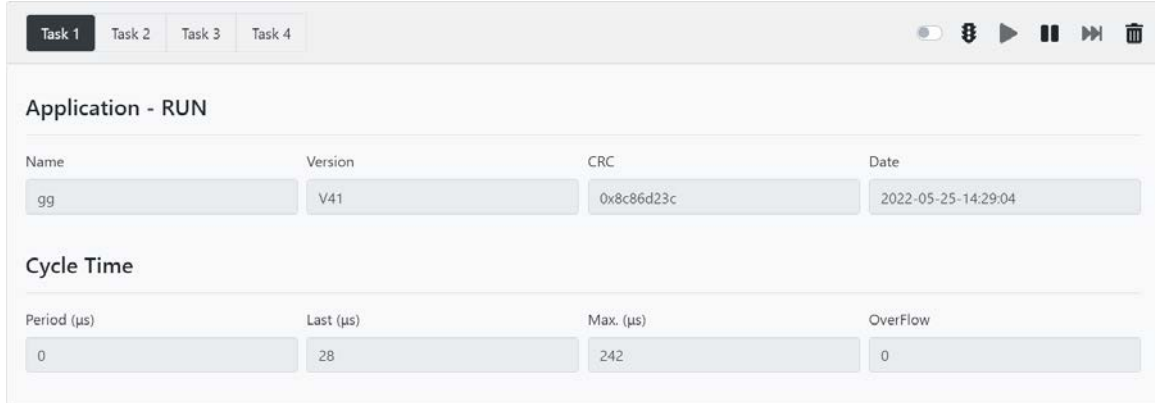 Task 1 Task 2 Task 3 Task 4
Application - RUN
Name Version CRC Date
gg V41 0x8c86d23c 2022-05-25-14:29:04
Cycle Time
Period (µs) Last (µs) Max. (µs) OverFlow
0 28 242 0